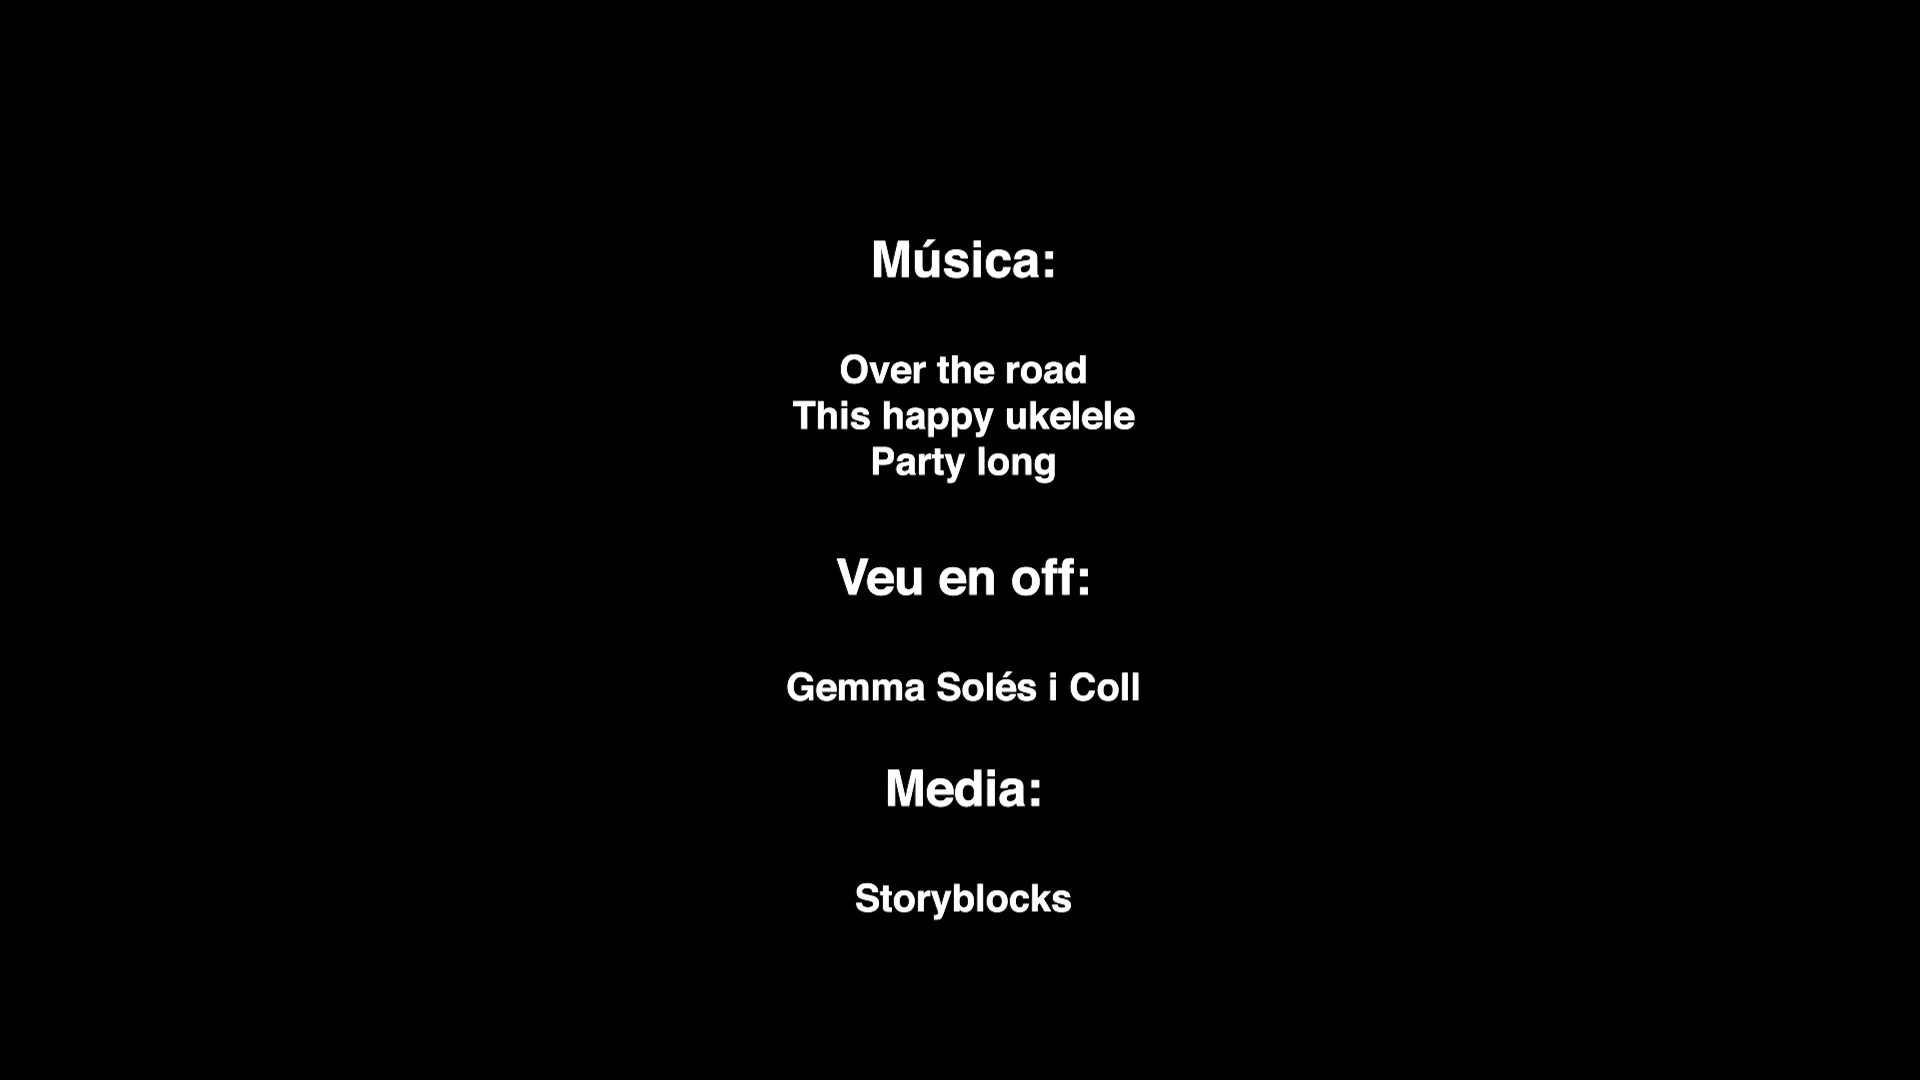 Música:
Over the road
This happy ukelele
Party long
Veu en off:
Gemma Solés i Coll
Media:
Storyblocks